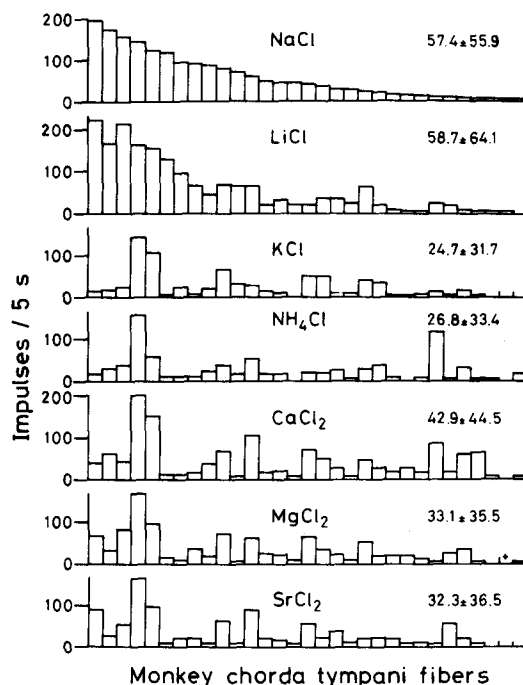 Impulses / 5 s
200
100
0
NaCl
57.4±55.9
200
100
0
LiCl
58.7±64.1
100
0
KCl
24.7±31.7
100
0
NH₄Cl
26.8±33.4
200
100
0
CaCl₂
42.9±44.5
100
0
MgCl₂
33.1±35.5
+
100
0
SrCl₂
32.3±36.5
Monkey chorda tympani fibers